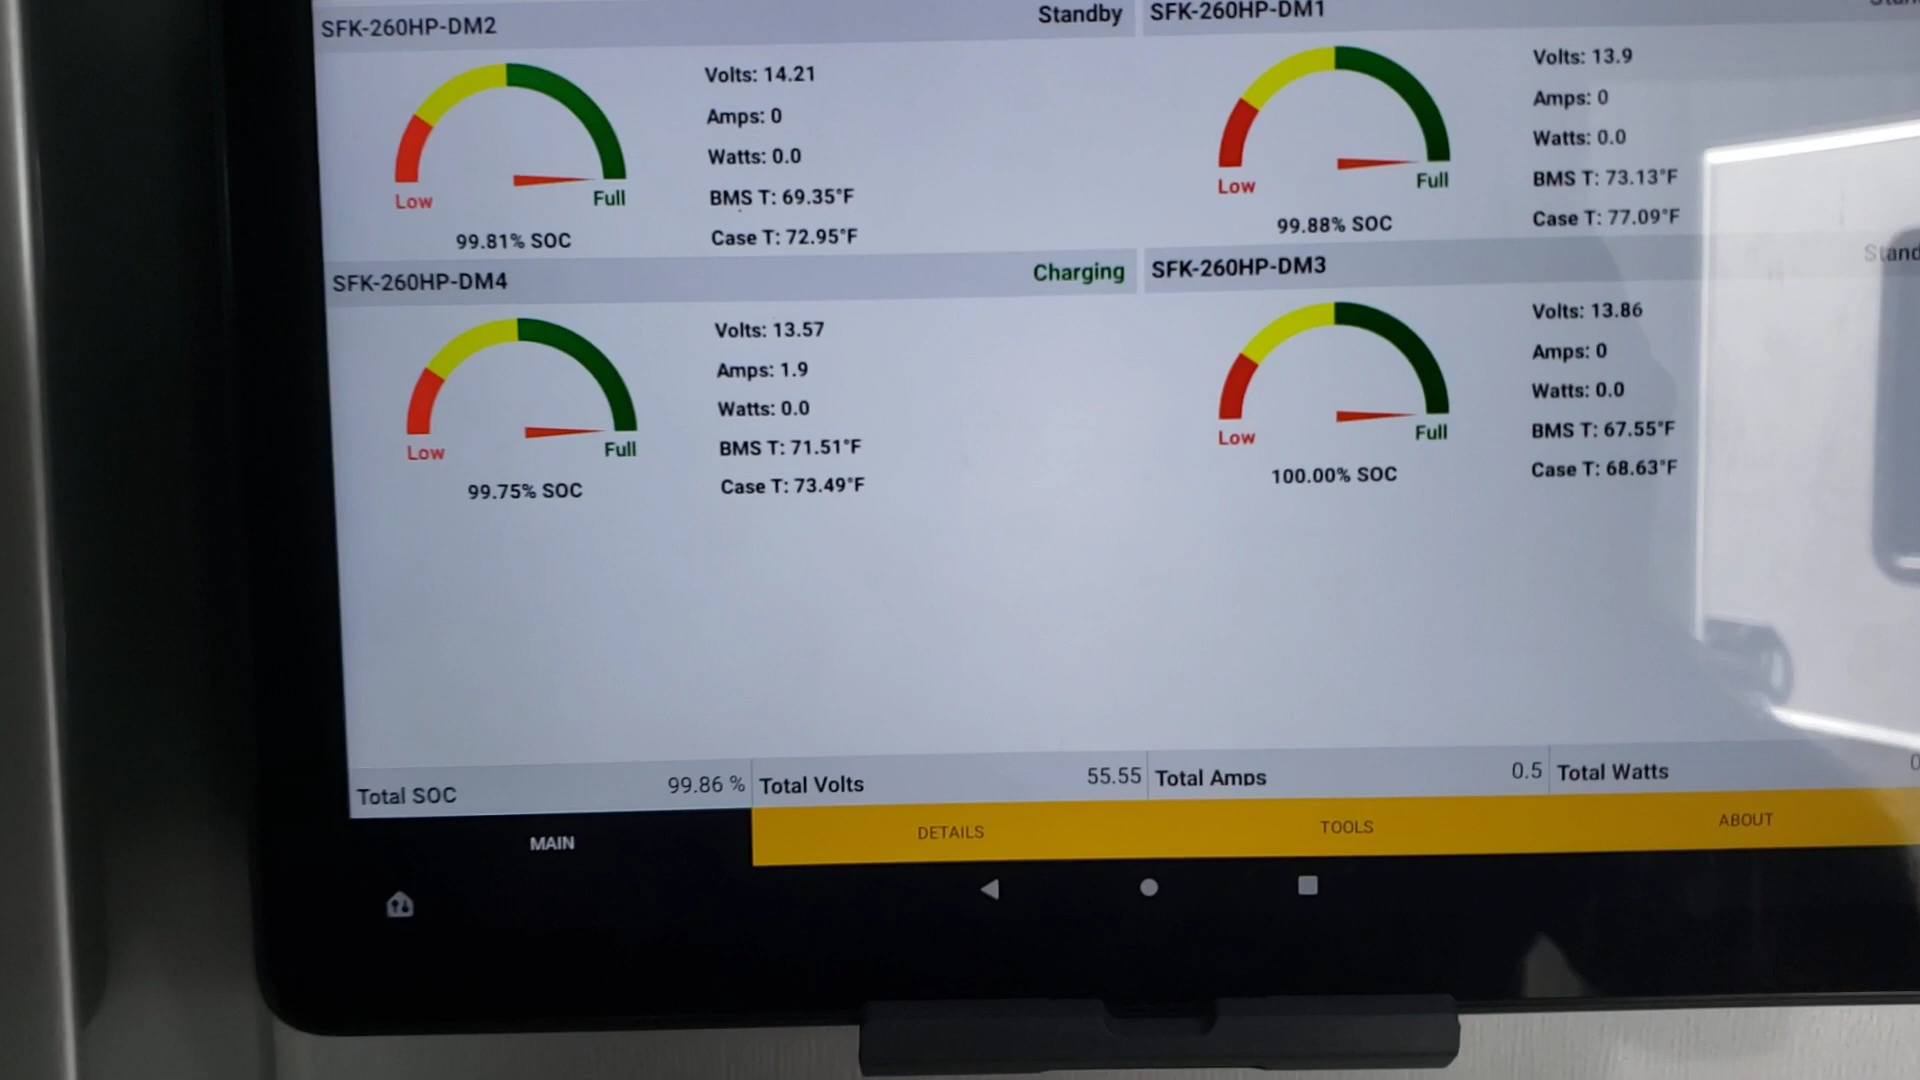 SFK-260HP-DM2 Standby
Volts: 14.21
Amps: 0
Watts: 0.0
BMS T: 69.35°F
Case T: 72.95°F
Low Full
99.81% SOC
SFK-260HP-DM1
Volts: 13.9
Amps: 0
Watts: 0.0
BMS T: 73.13°F
Case T: 77.09°F
Low Full
99.88% SOC
SFK-260HP-DM4 Charging
Volts: 13.57
Amps: 1.9
Watts: 0.0
BMS T: 71.51°F
Case T: 73.49°F
Low Full
99.75% SOC
SFK-260HP-DM3 Stand
Volts: 13.86
Amps: 0
Watts: 0.0
BMS T: 67.55°F
Case T: 68.63°F
Low Full
100.00% SOC
Total SOC 99.86 % Total Volts 55.55 Total Amps 0.5 Total Watts
MAIN DETAILS TOOLS ABOUT